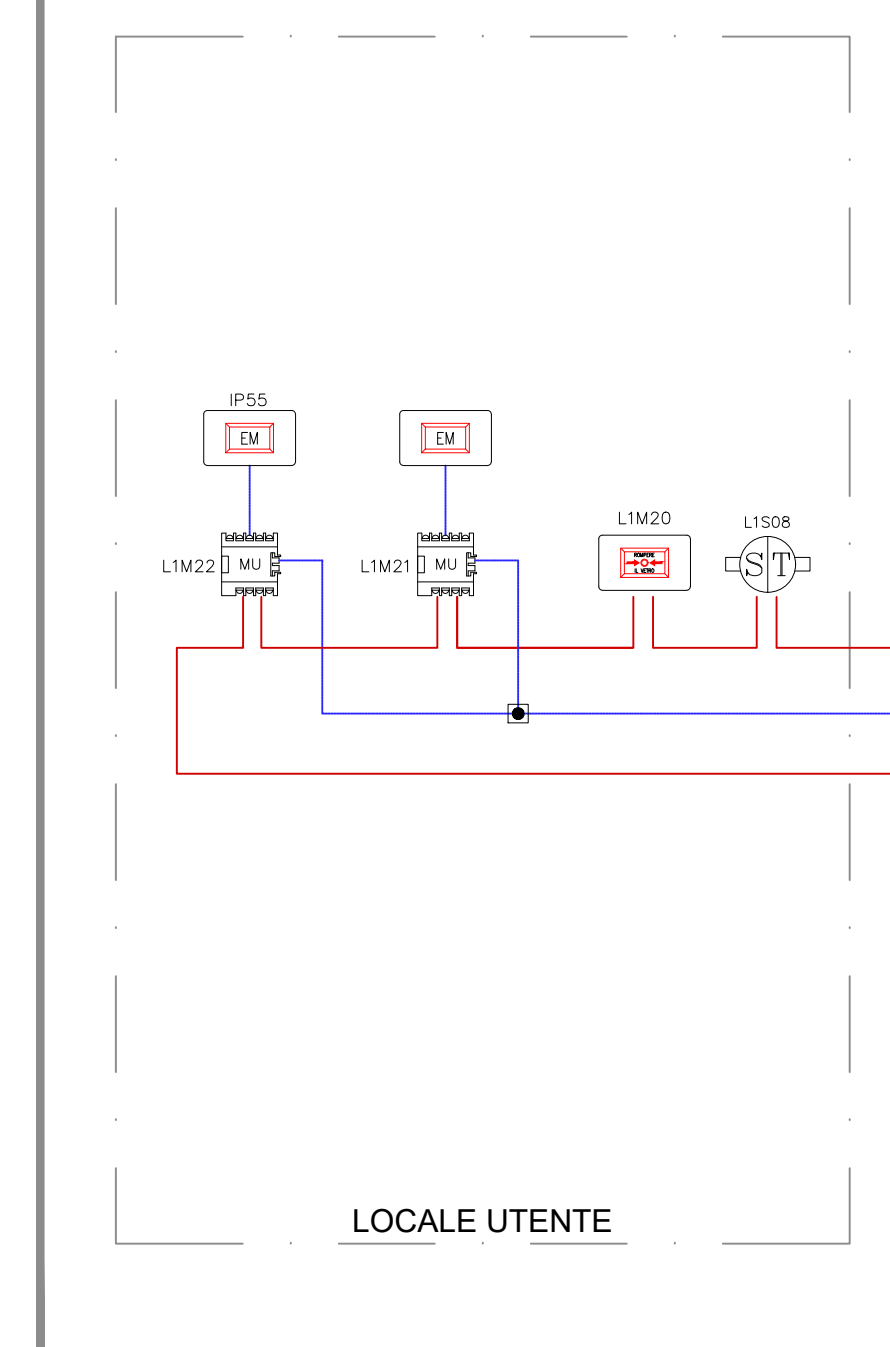 IP55
EM
EM
L1M20
L1S08
ROMPERE
IL VETRO
S T
L1M22
MU
L1M21
MU
LOCALE UTENTE